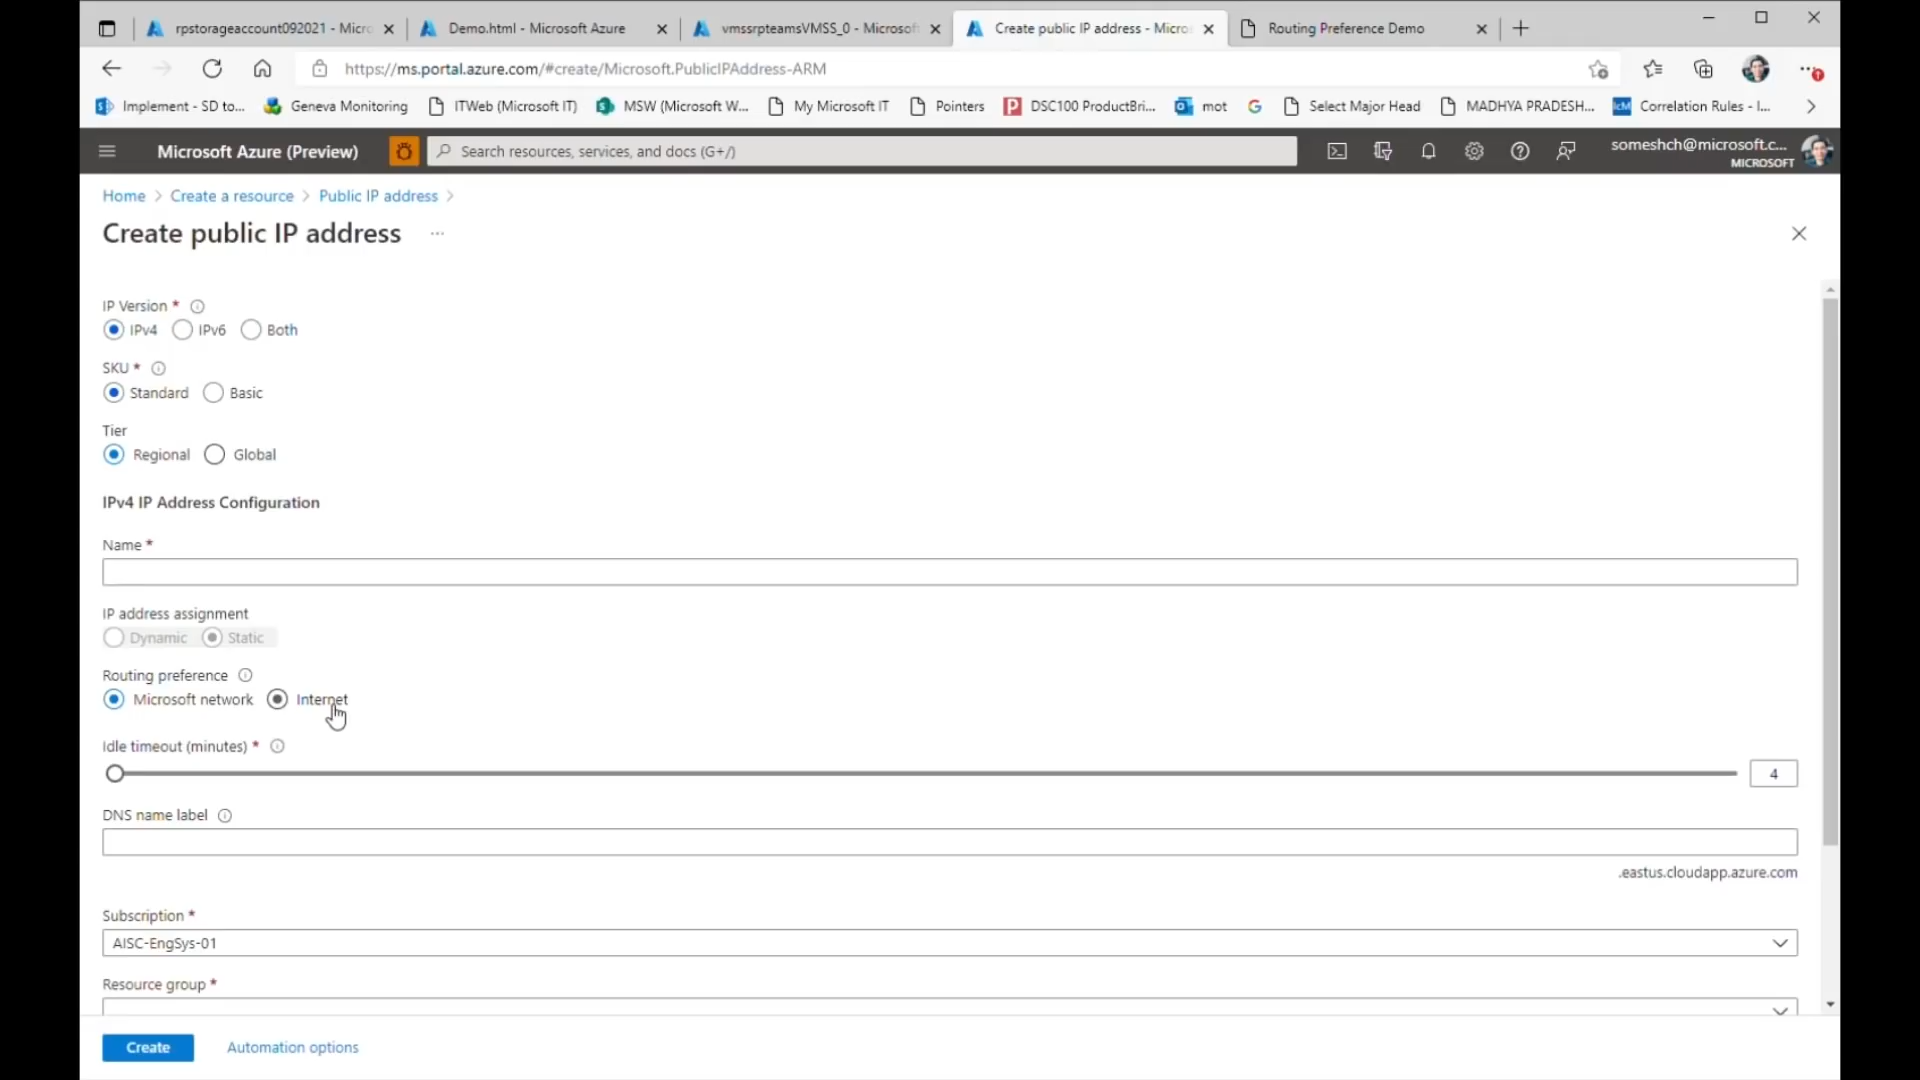 rpstorageaccount092021 - Micro
Demo.html - Microsoft Azure
vmssrpteamsVMSS_0 - Microsoft
Create public IP address - Micro
Routing Preference Demo
https://ms.portal.azure.com/#create/Microsoft.PublicIPAddress-ARM
Implement - SD to...
Geneva Monitoring
ITWeb (Microsoft IT)
MSW (Microsoft W...
My Microsoft IT
Pointers
DSC100 ProductBri...
mot
Select Major Head
MADHYA PRADESH...
Correlation Rules - I...
Microsoft Azure (Preview)
Search resources, services, and docs (G+/)
someshch@microsoft.c...
MICROSOFT
Home > Create a resource > Public IP address >
Create public IP address ...
IP Version *
IPv4 IPv6 Both
SKU *
Standard Basic
Tier
Regional Global
IPv4 IP Address Configuration
Name *
IP address assignment
Dynamic Static
Routing preference
Microsoft network Internet
Idle timeout (minutes) *
4
DNS name label
.eastus.cloudapp.azure.com
Subscription *
AISC-EngSys-01
Resource group *
Create
Automation options